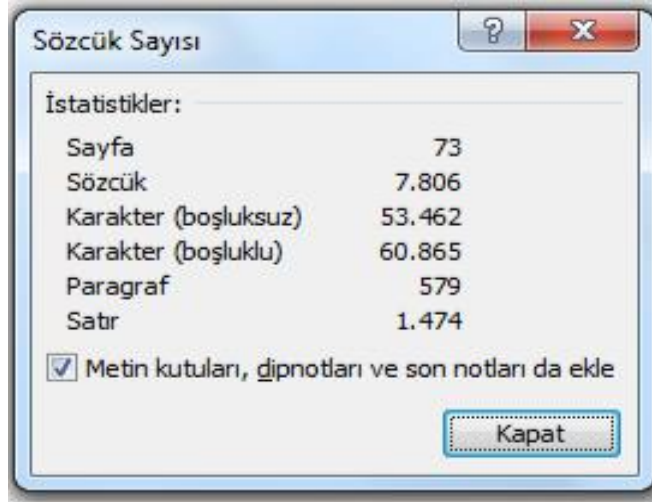 Sözcük Sayısı
İstatistikler:
Sayfa 73
Sözcük 7.806
Karakter (boşluksuz) 53.462
Karakter (boşluklu) 60.865
Paragraf 579
Satır 1.474
Metin kutuları, dipnotları ve son notları da ekle
Kapat